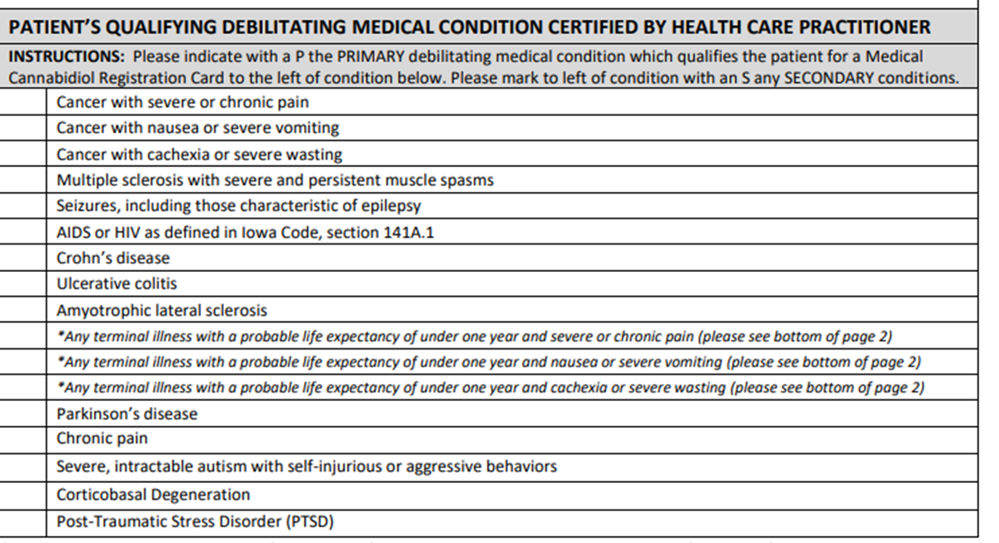 PATIENT’S QUALIFYING DEBILITATING MEDICAL CONDITION CERTIFIED BY HEALTH CARE PRACTITIONER
INSTRUCTIONS: Please indicate with a P the PRIMARY debilitating medical condition which qualifies the patient for a Medical
Cannabidiol Registration Card to the left of condition below. Please mark to left of condition with an S any SECONDARY conditions.
Cancer with severe or chronic pain
Cancer with nausea or severe vomiting
Cancer with cachexia or severe wasting
Multiple sclerosis with severe and persistent muscle spasms
Seizures, including those characteristic of epilepsy
AIDS or HIV as defined in Iowa Code, section 141A.1
Crohn’s disease
Ulcerative colitis
Amyotrophic lateral sclerosis
*Any terminal illness with a probable life expectancy of under one year and severe or chronic pain (please see bottom of page 2)
*Any terminal illness with a probable life expectancy of under one year and nausea or severe vomiting (please see bottom of page 2)
*Any terminal illness with a probable life expectancy of under one year and cachexia or severe wasting (please see bottom of page 2)
Parkinson’s disease
Chronic pain
Severe, intractable autism with self-injurious or aggressive behaviors
Corticobasal Degeneration
Post-Traumatic Stress Disorder (PTSD)